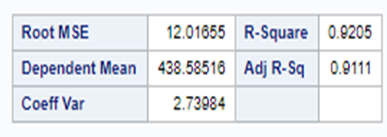 Root MSE 12.01655 R-Square 0.9205
Dependent Mean 438.58516 Adj R-Sq 0.9111
Coeff Var 2.73984